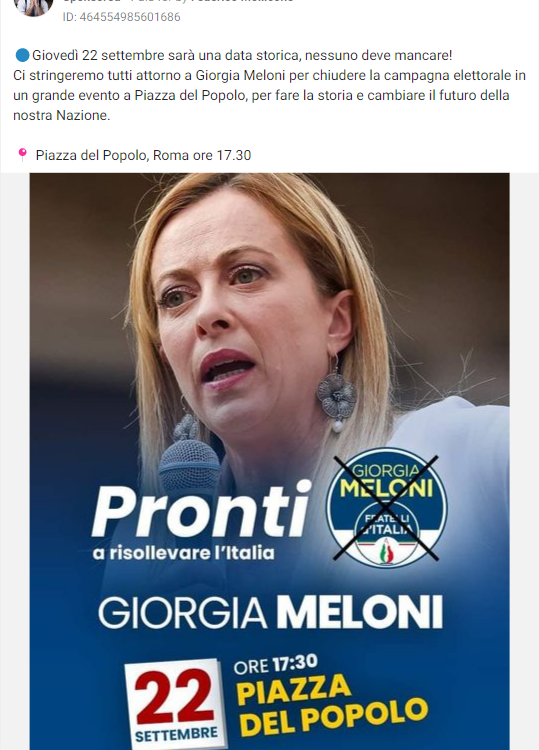 ID: 464554985601686
Giovedì 22 settembre sarà una data storica, nessuno deve mancare!
Ci stringeremo tutti attorno a Giorgia Meloni per chiudere la campagna elettorale in
un grande evento a Piazza del Popolo, per fare la storia e cambiare il futuro della
nostra Nazione.
Piazza del Popolo, Roma ore 17.30
GIORGIA
MELONI
FRATELLI
d'ITALIA
Pronti
a risollevare l'Italia
GIORGIA MELONI
22
SETTEMBRE
ORE 17:30
PIAZZA
DEL POPOLO